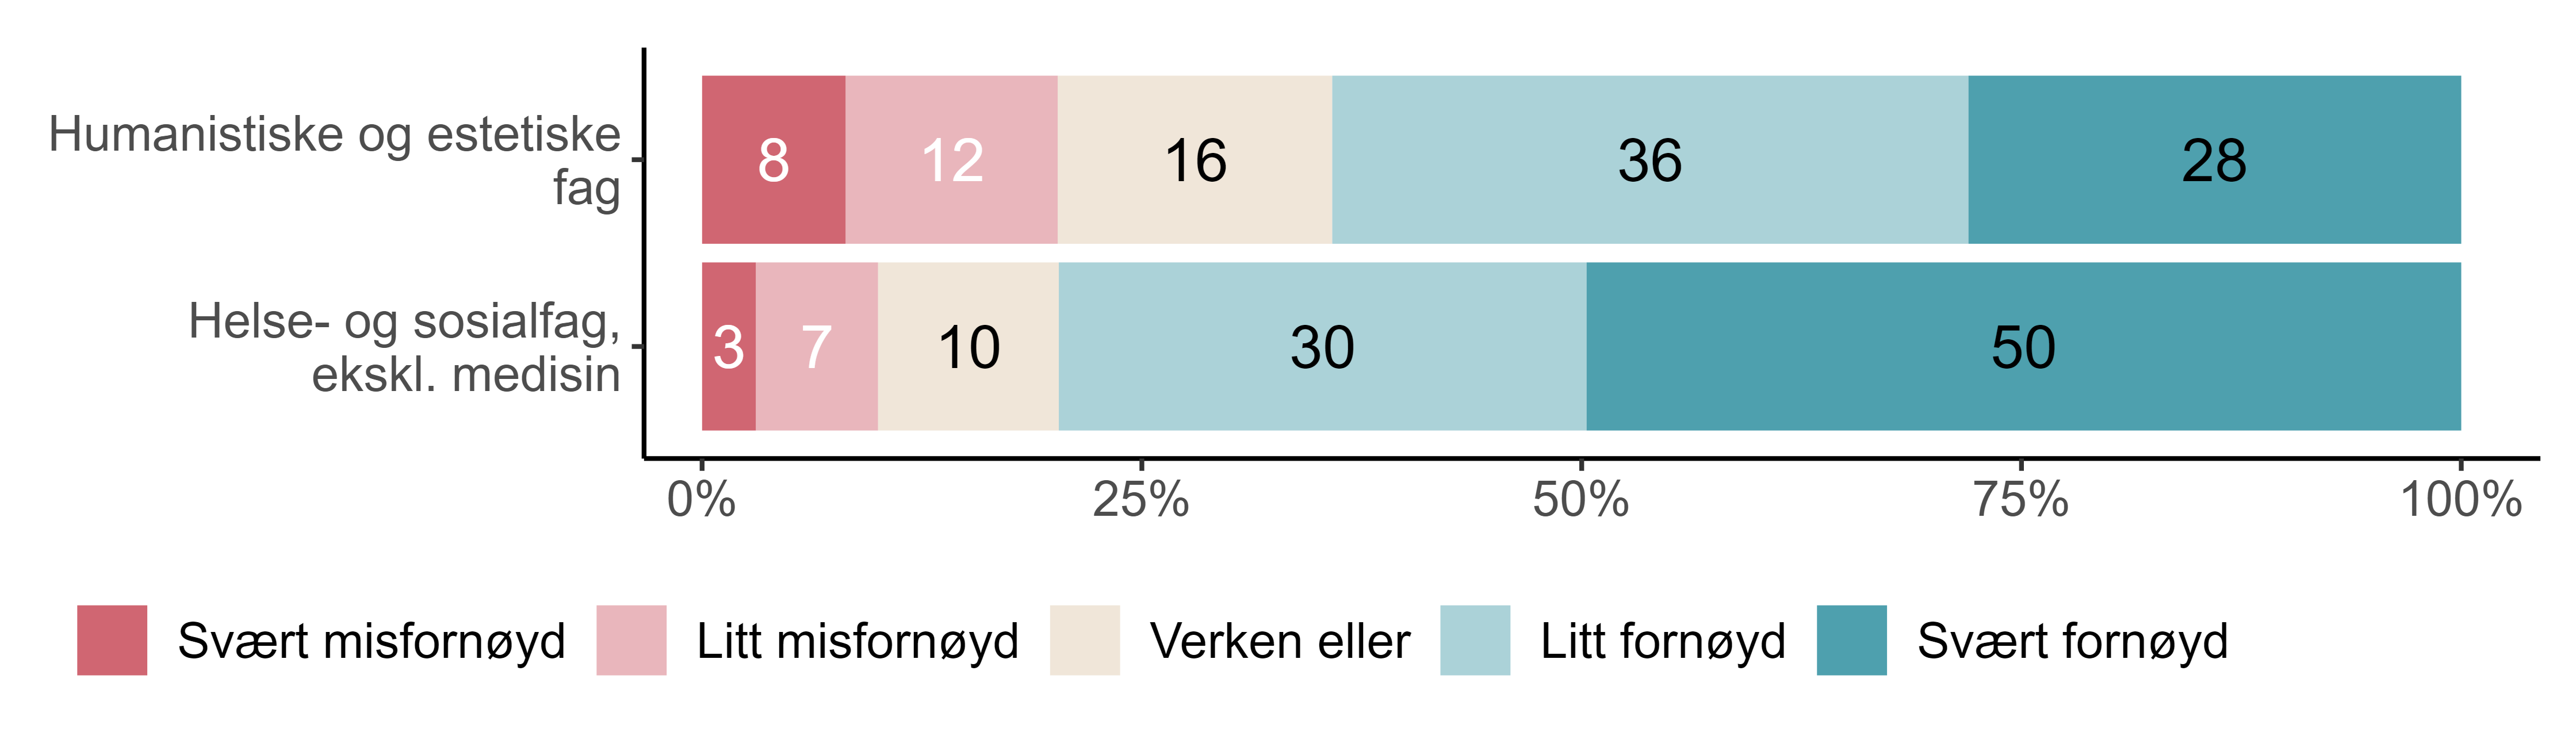 Humanistiske og estetiske
fag
8 12 16 36 28
Helse- og sosialfag,
ekskl. medisin
3 7 10 30 50
0% 25% 50% 75% 100%
Svært misfornøyd Litt misfornøyd Verken eller Litt fornøyd Svært fornøyd